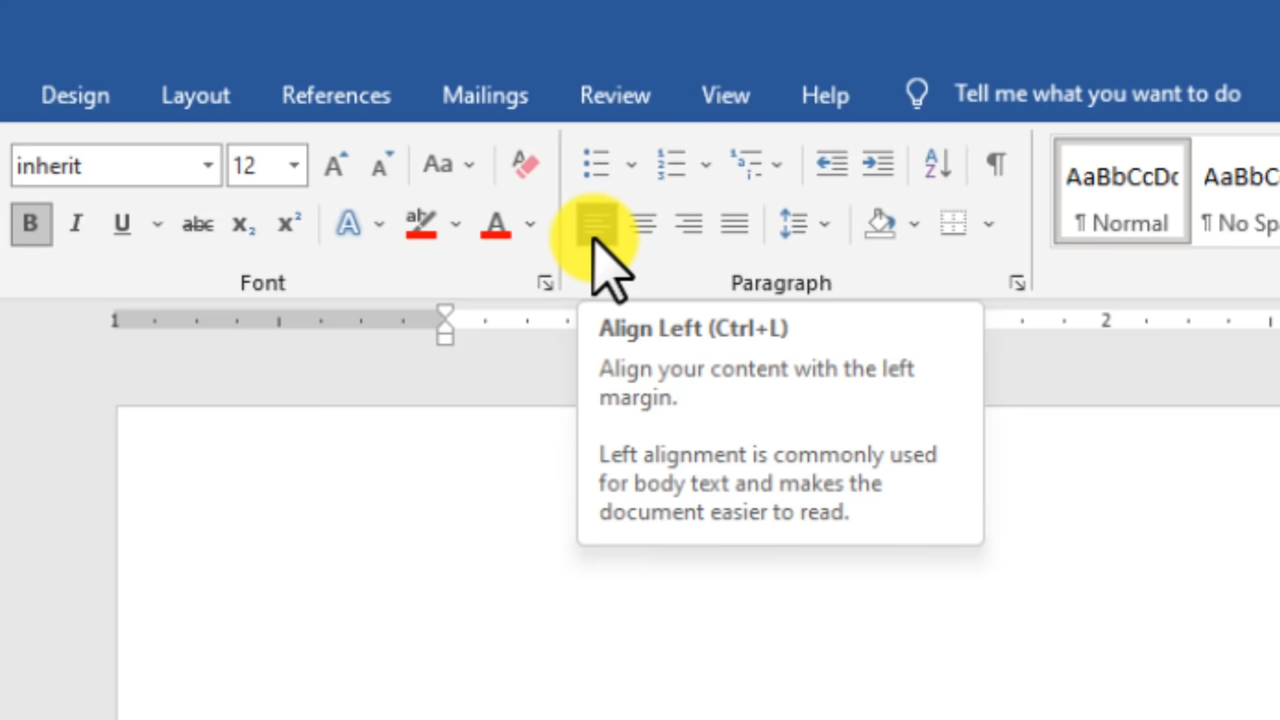 Design Layout References Mailings Review View Help Tell me what you want to do
inherit 12 Aa
AaBbCcDc AaBbC
B I U abc X₂ X² A ab A
¶ Normal ¶ No Sp
Font Paragraph
1 2
Align Left (Ctrl+L)
Align your content with the left
margin.
Left alignment is commonly used
for body text and makes the
document easier to read.